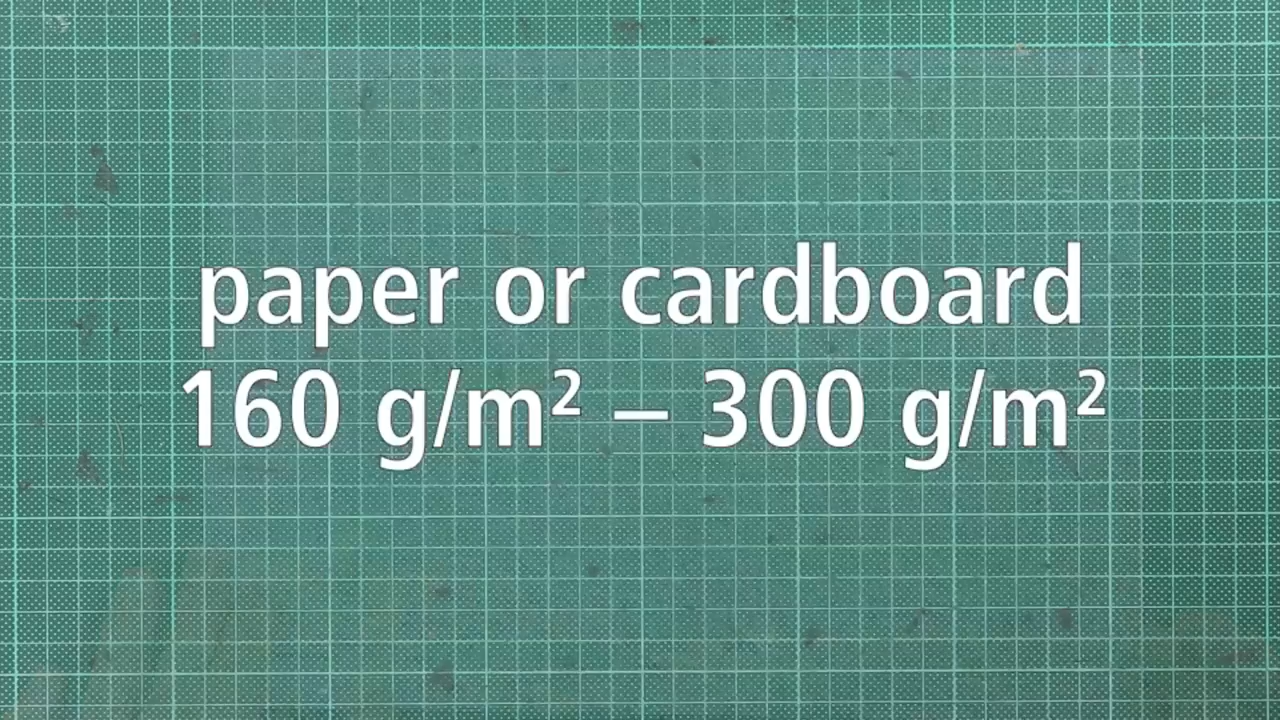 paper or cardboard
160 g/m² – 300 g/m²